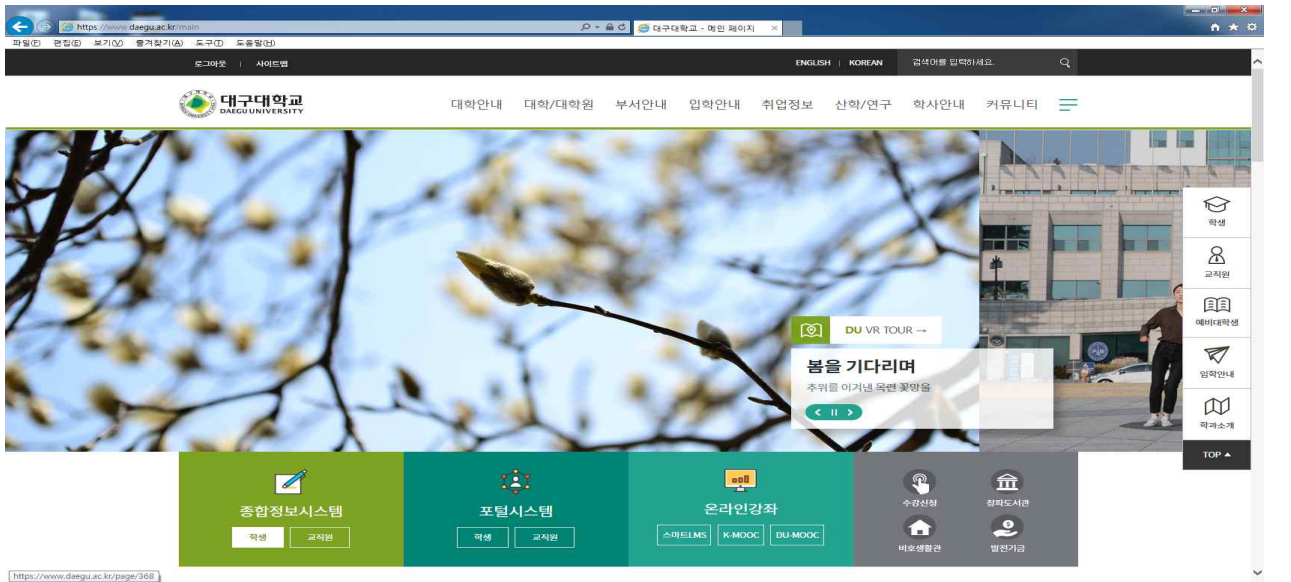 https://www.daegu.ac.kr/main
대구대학교 - 메인 페이지
파일(F) 편집(E) 보기(V) 즐겨찾기(A) 도구(T) 도움말(H)
로그아웃 | 사이트맵
ENGLISH | KOREAN
검색어를 입력하세요.
대구대학교
DAEGU UNIVERSITY
대학안내 대학/대학원 부서안내 입학안내 취업정보 산학/연구 학사안내 커뮤니티
학생
교직원
예비대학생
입학안내
학과소개
TOP
DU VR TOUR →
봄을 기다리며
추위를 이겨낸 목련 꽃망울
종합정보시스템
학생 교직원
포털시스템
학생 교직원
온라인강좌
스마트LMS K-MOOC DU-MOOC
수강신청 창파도서관
비호생활관 발전기금
https://www.daegu.ac.kr/page/368